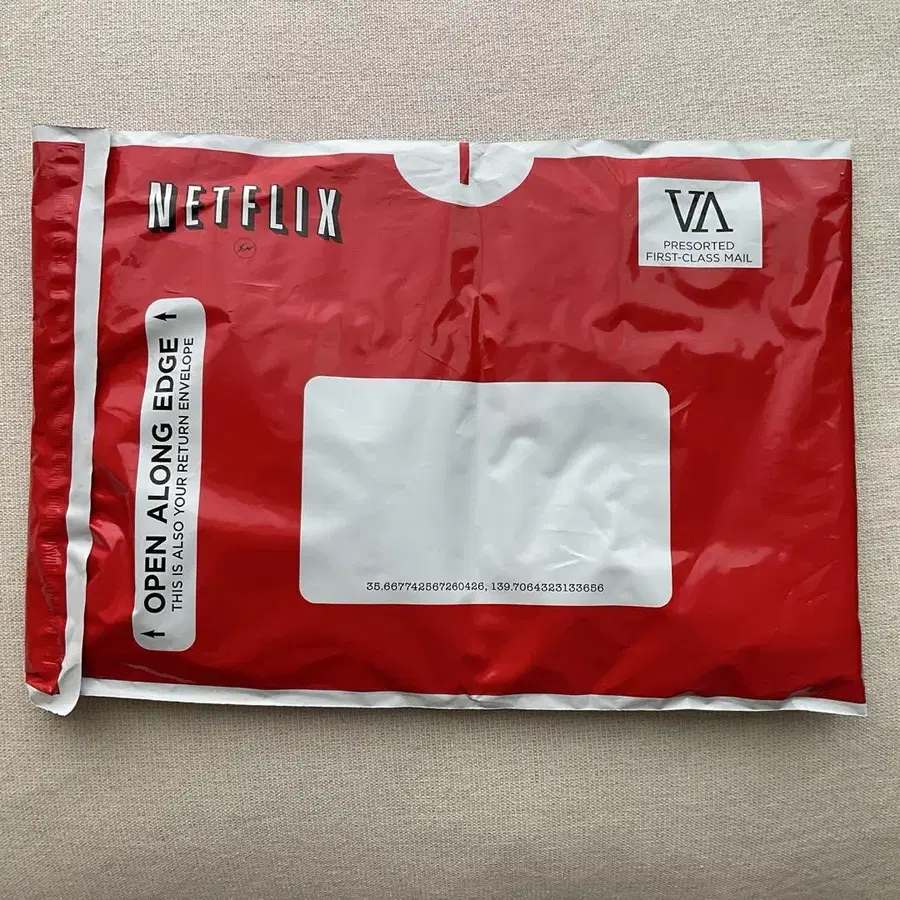 NETFLIX
VA
PRESORTED
FIRST-CLASS MAIL
OPEN ALONG EDGE
THIS IS ALSO YOUR RETURN ENVELOPE
35.667742567260426, 139.7064323133656